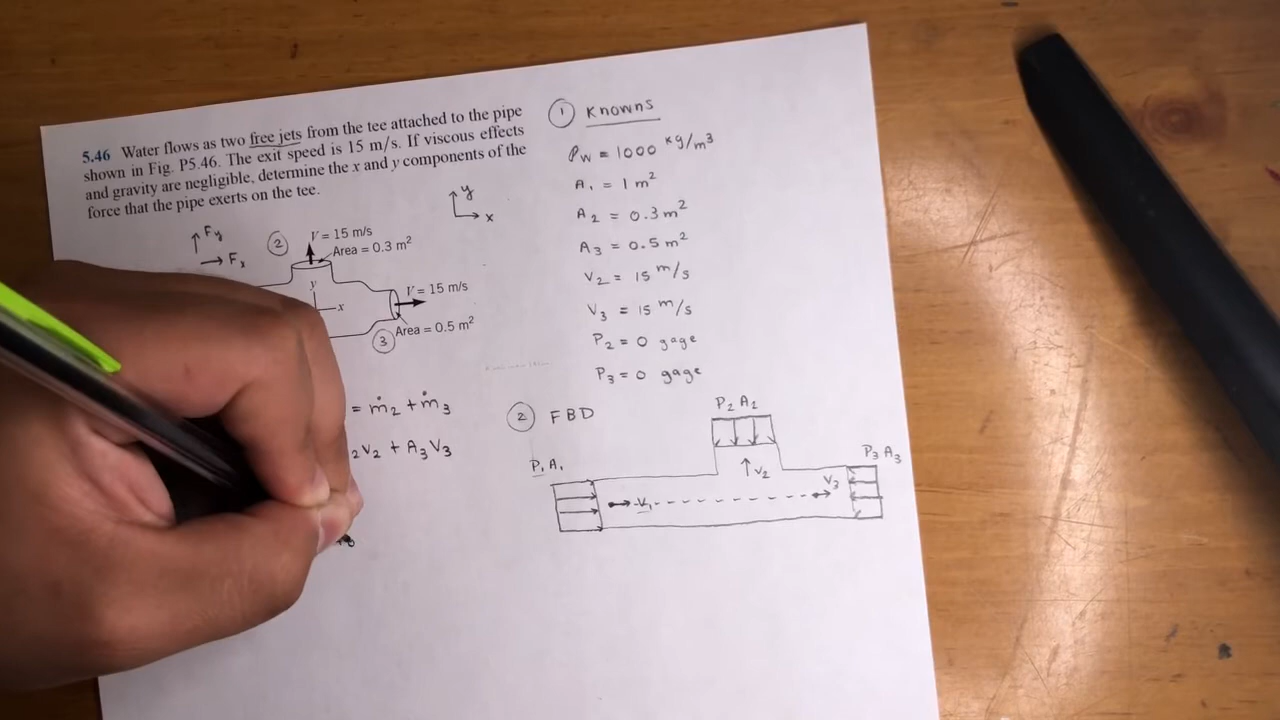 5.46 Water flows as two free jets from the tee attached to the pipe
shown in Fig. P5.46. The exit speed is 15 m/s. If viscous effects
and gravity are negligible, determine the x and y components of the
force that the pipe exerts on the tee.
y
x
Fy
Fx
2
V = 15 m/s
Area = 0.3 m²
y
x
V = 15 m/s
Area = 0.5 m²
3
= ṁ2 + ṁ3
2V2 + A3V3
1 Knowns
ρw = 1000 kg/m³
A1 = 1 m²
A2 = 0.3 m²
A3 = 0.5 m²
V2 = 15 m/s
V3 = 15 m/s
P2 = 0 gage
P3 = 0 gage
2 FBD
P2 A2
P1 A1
P3 A3
V2
V3
V1